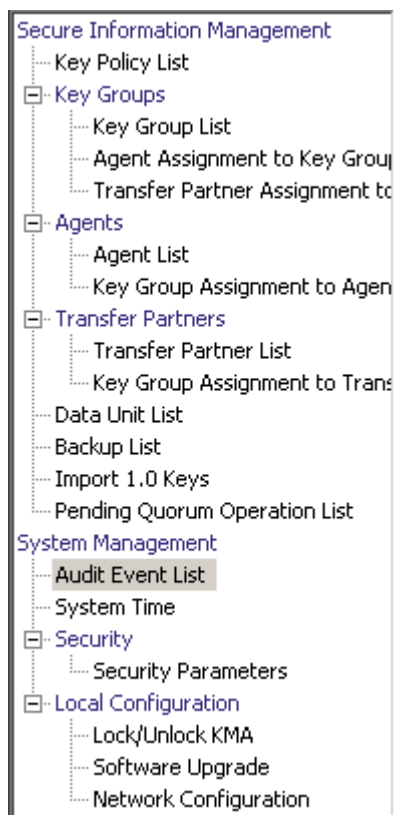 Secure Information Management
Key Policy List
Key Groups
Key Group List
Agent Assignment to Key Grou
Transfer Partner Assignment to
Agents
Agent List
Key Group Assignment to Agen
Transfer Partners
Transfer Partner List
Key Group Assignment to Trans
Data Unit List
Backup List
Import 1.0 Keys
Pending Quorum Operation List
System Management
Audit Event List
System Time
Security
Security Parameters
Local Configuration
Lock/Unlock KMA
Software Upgrade
Network Configuration